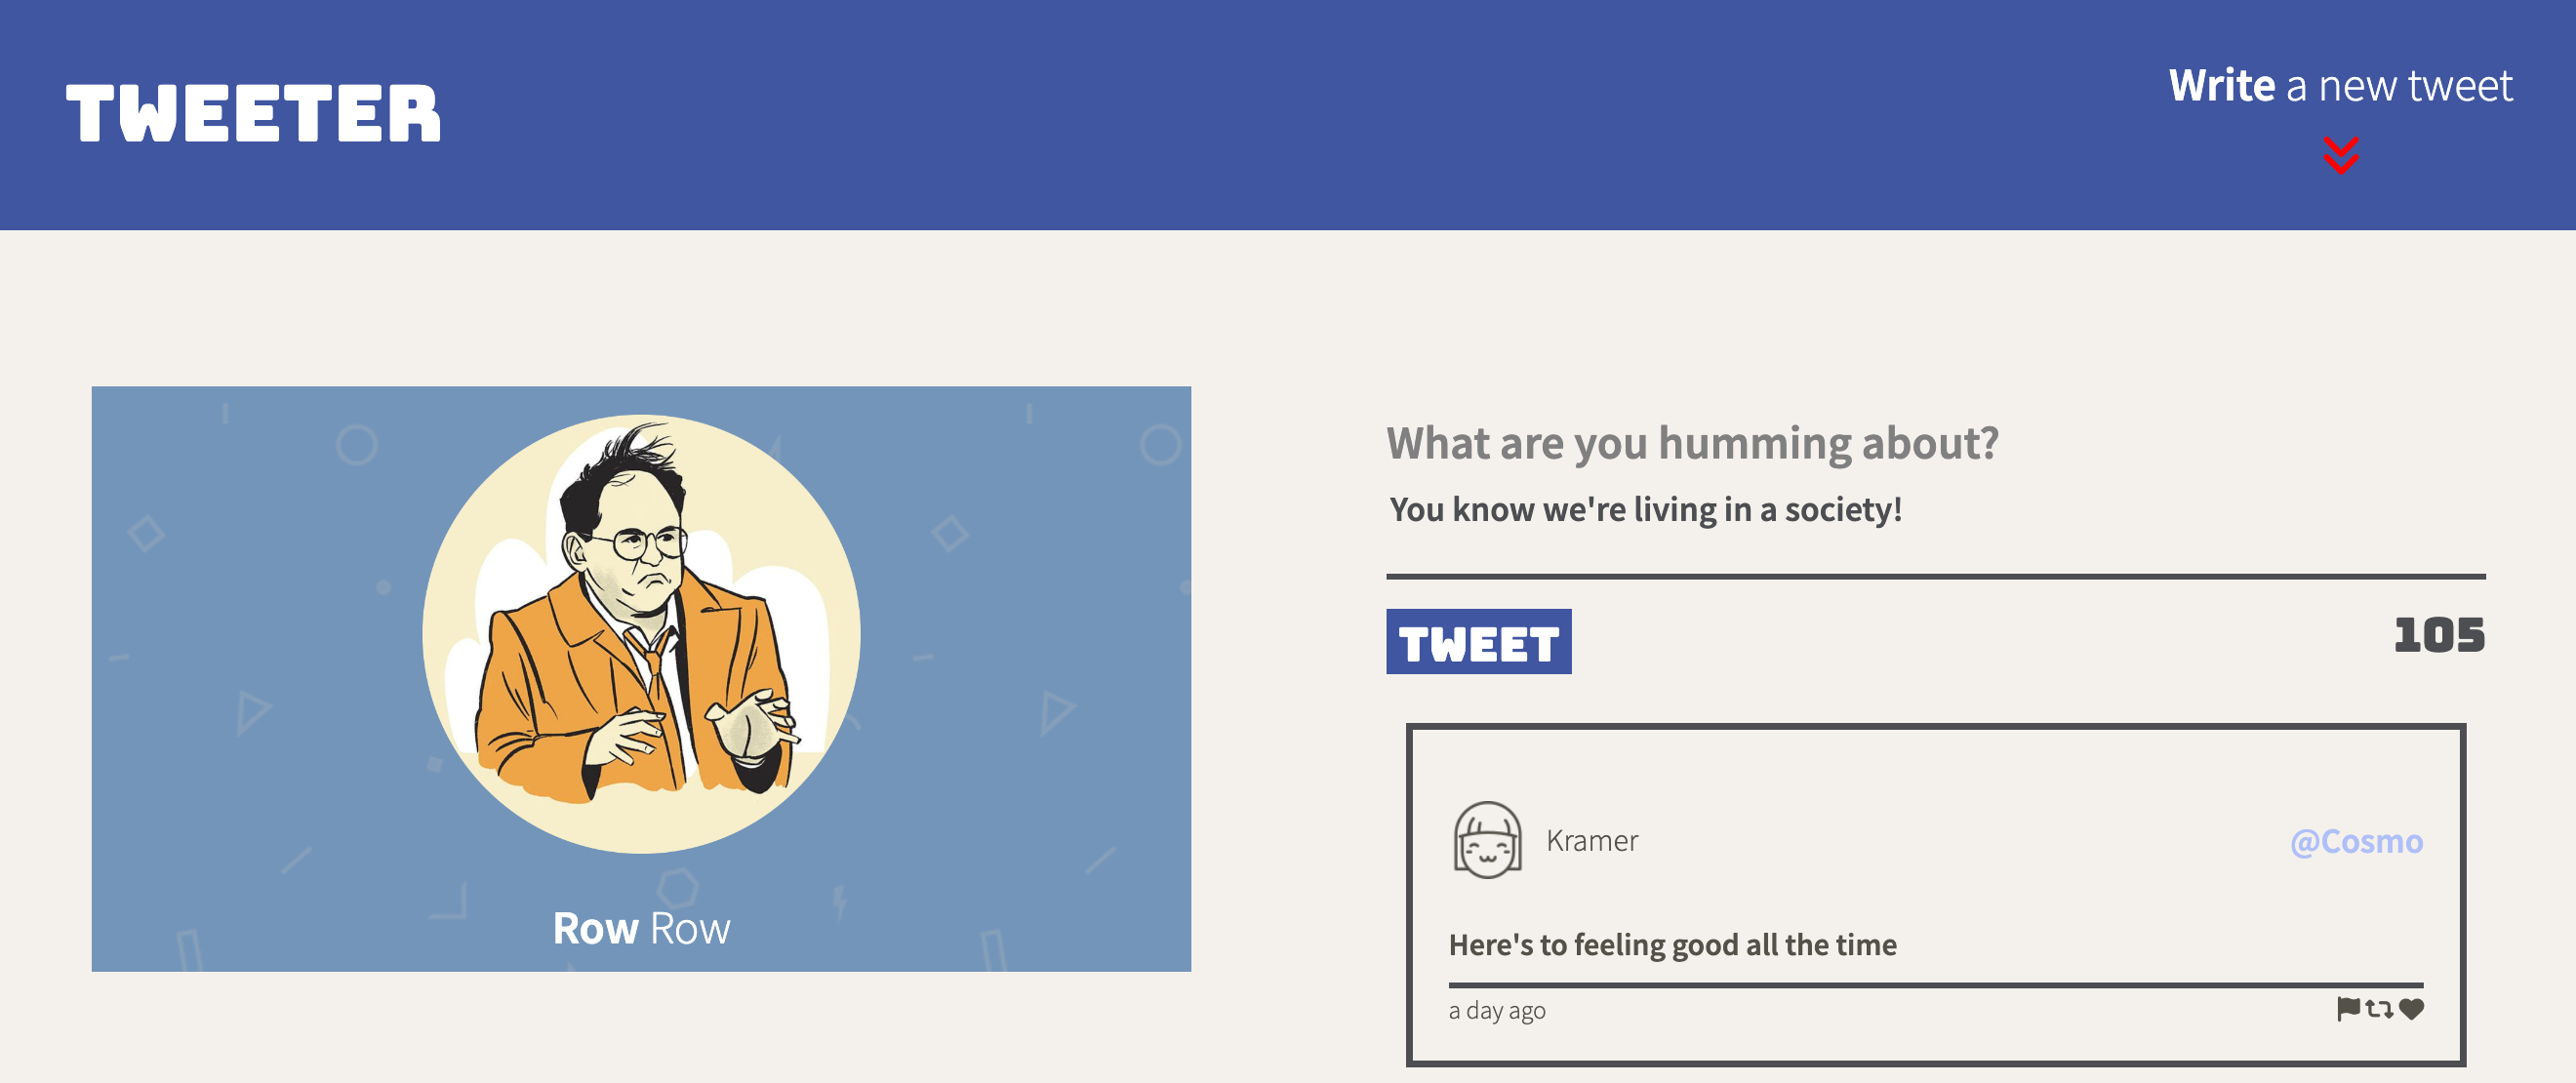 TWEETER
Write a new tweet
Row Row
What are you humming about?
You know we're living in a society!
TWEET
105
Kramer
@Cosmo
Here's to feeling good all the time
a day ago